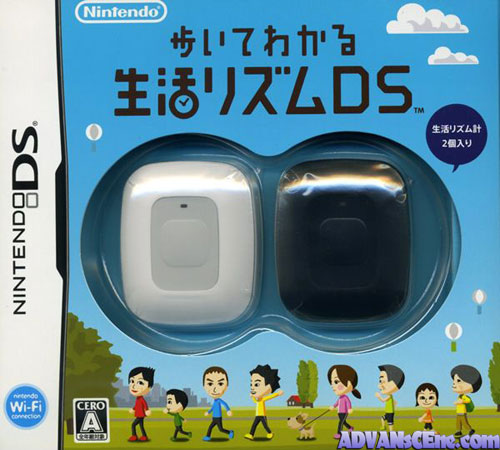 Nintendo®
歩いてわかる
生活リズムDS™
生活リズム計
2個入り
NINTENDO DS®
nintendo
Wi-Fi
connection
CERO
A
全年齢対象
ADVANsCEne.com